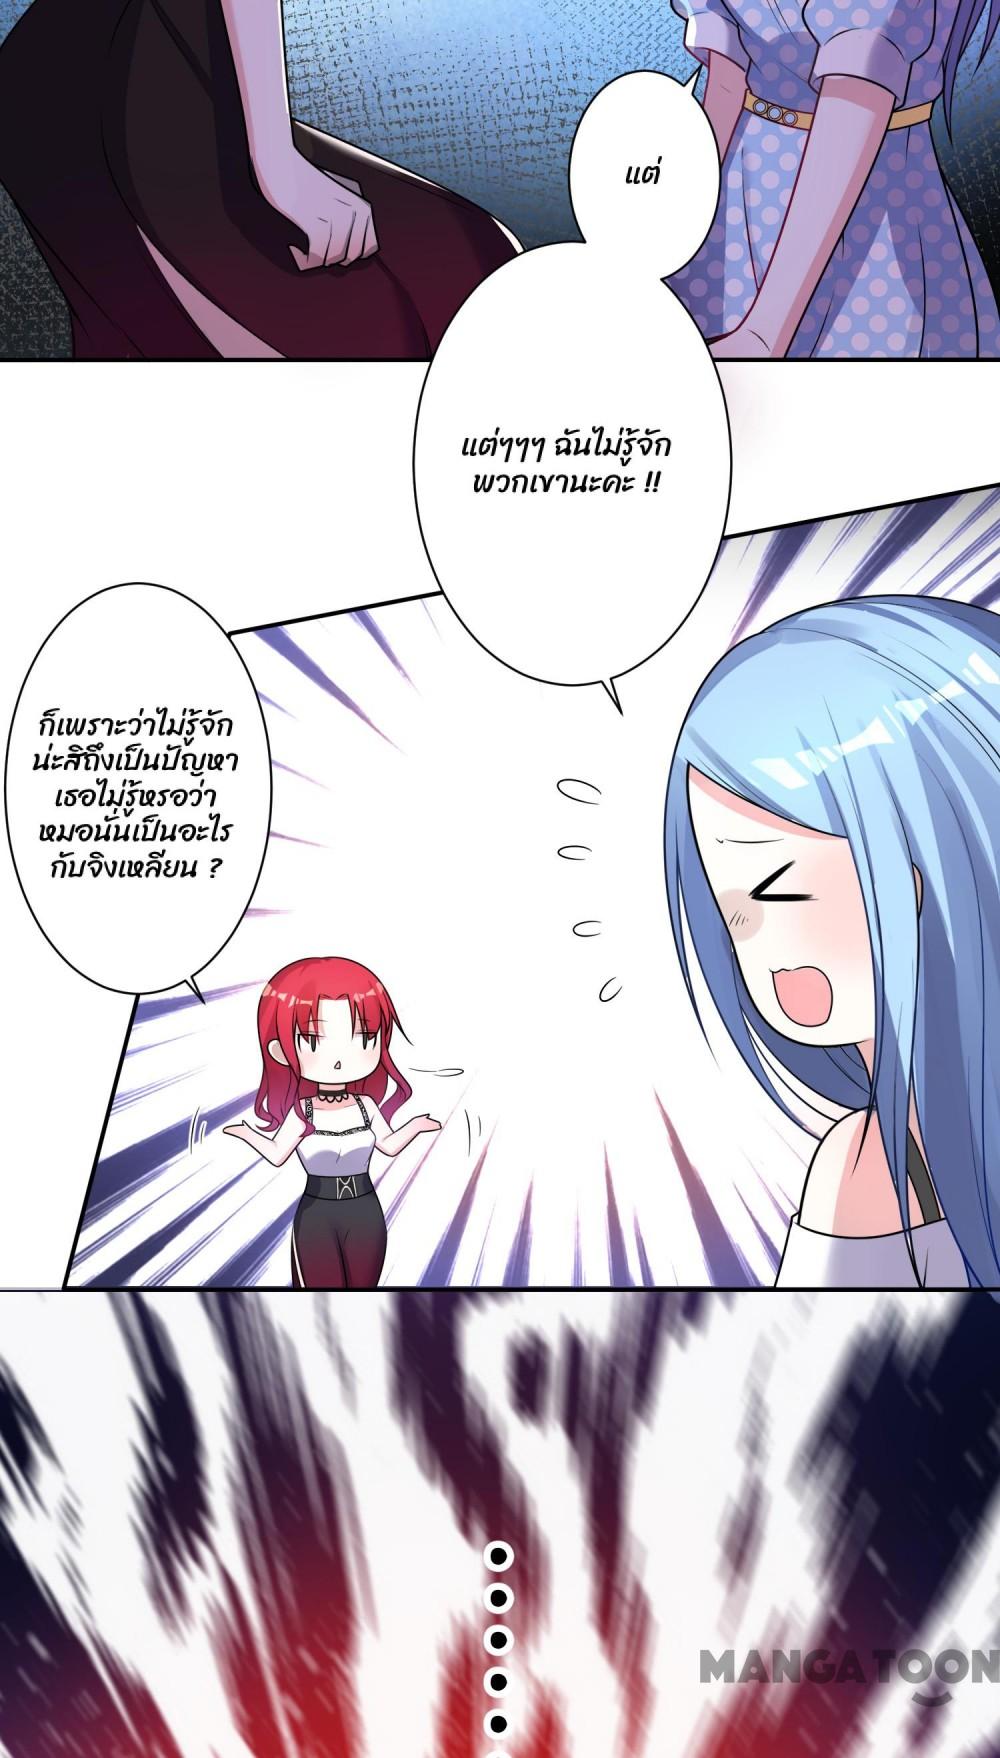 แต่
แต่ๆๆๆ ฉันไม่รู้จัก
พวกเขานะคะ !!
ก็เพราะว่าไม่รู้จัก
น่ะสิถึงเป็นปัญหา
เธอไม่รู้หรอว่า
หมอนั่นเป็นอะไร
กับจิงเหลียน ?
MANGATOON